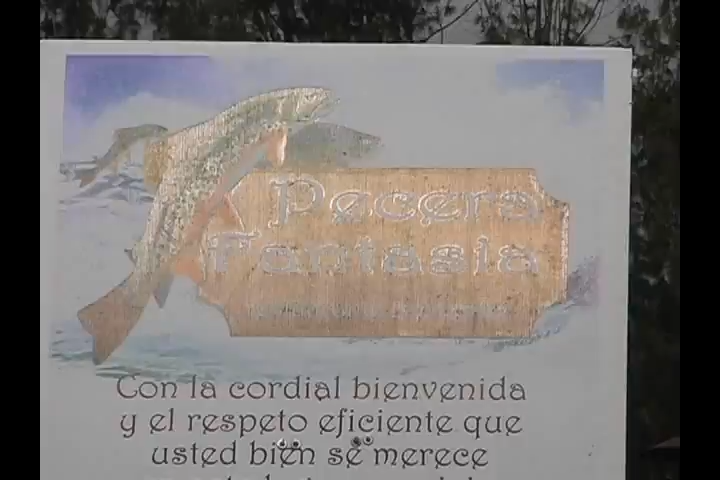 Pecera
Fantasia
Con la cordial bienvenida
y el respeto eficiente que
usted bien se merece